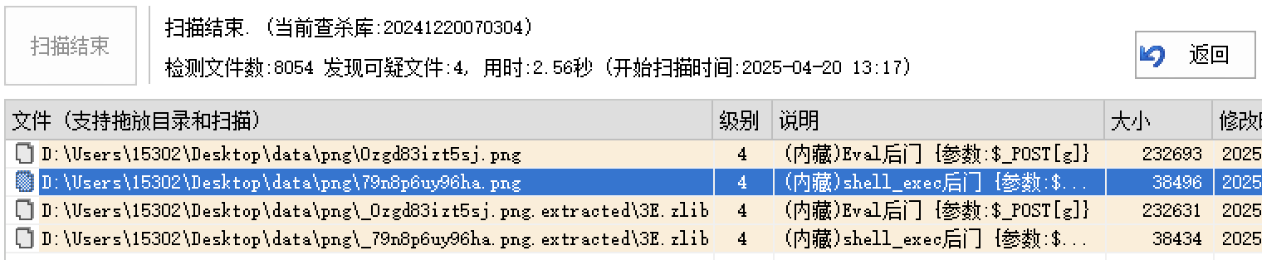 扫描结束
扫描结束. (当前查杀库:20241220070304)
检测文件数:8054 发现可疑文件:4, 用时:2.56秒 (开始扫描时间:2025-04-20 13:17)
返回
文件 (支持拖放目录和扫描) 级别 说明 大小 修改
D:\Users\15302\Desktop\data\png\Ozgd83izt5sj.png 4 (内藏)Eval后门 {参数:$_POST[g]} 232693 2025
D:\Users\15302\Desktop\data\png\79n8p6uy96ha.png 4 (内藏)shell_exec后门 {参数:$... 38496 2025
D:\Users\15302\Desktop\data\png\_Ozgd83izt5sj.png.extracted\3E.zlib 4 (内藏)Eval后门 {参数:$_POST[g]} 232631 2025
D:\Users\15302\Desktop\data\png\_79n8p6uy96ha.png.extracted\3E.zlib 4 (内藏)shell_exec后门 {参数:$... 38434 2025